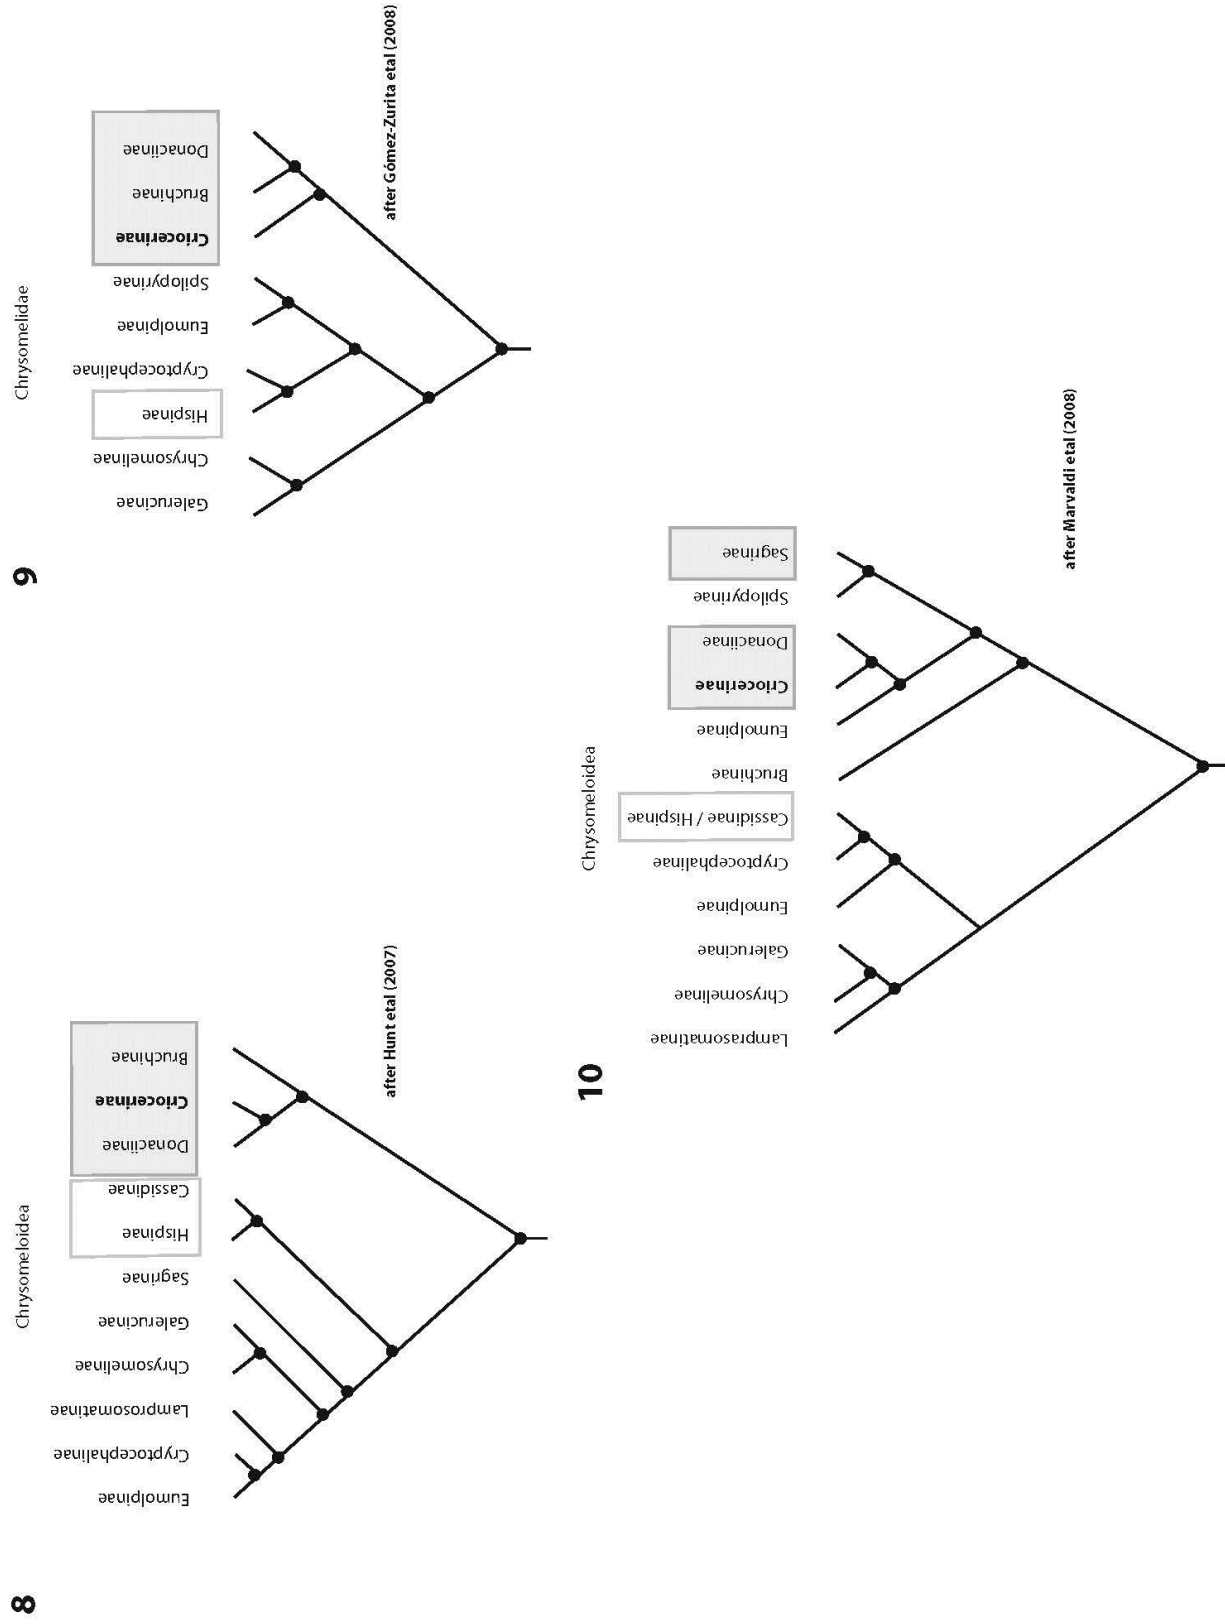 8
Chrysomeloidea
Eumolpinae
Cryptocephalinae
Lamprosomatinae
Chrysomelinae
Galerucinae
Sagrinae
Hispinae
Cassidinae
Donaciinae
Criocerinae
Bruchinae
after Hunt etal (2007)
9
Chrysomelidae
Galerucinae
Chrysomelinae
Hispinae
Cryptocephalinae
Eumolpinae
Spilopyrinae
Criocerinae
Bruchinae
Donaciinae
after Gómez-Zurita etal (2008)
10
Chrysomeloidea
Lamprasomatinae
Chrysomelinae
Galerucinae
Eumolpinae
Cryptocephalinae
Cassidinae / Hispinae
Bruchinae
Eumolpinae
Criocerinae
Donaciinae
Spilopyrinae
Sagrinae
after Marvaldi etal (2008)